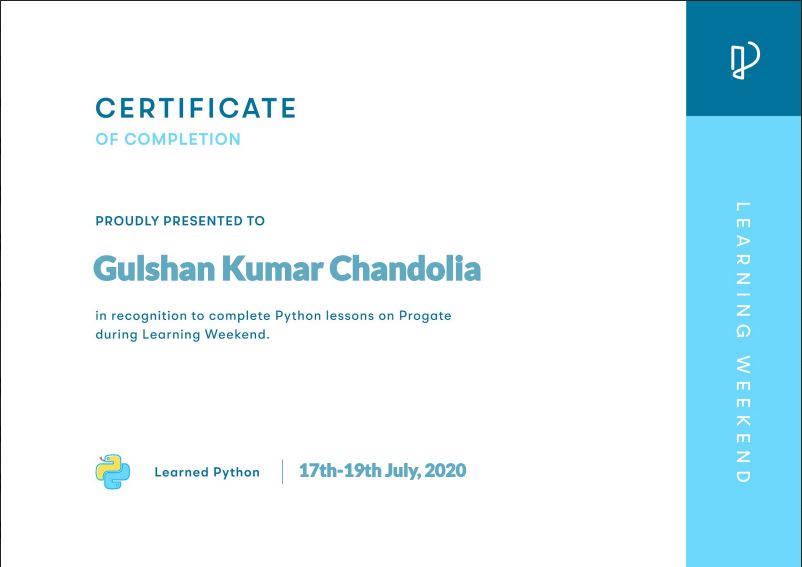 CERTIFICATE
OF COMPLETION
PROUDLY PRESENTED TO
Gulshan Kumar Chandolia
in recognition to complete Python lessons on Progate
during Learning Weekend.
Learned Python
17th-19th July, 2020
LEARNING WEEKEND